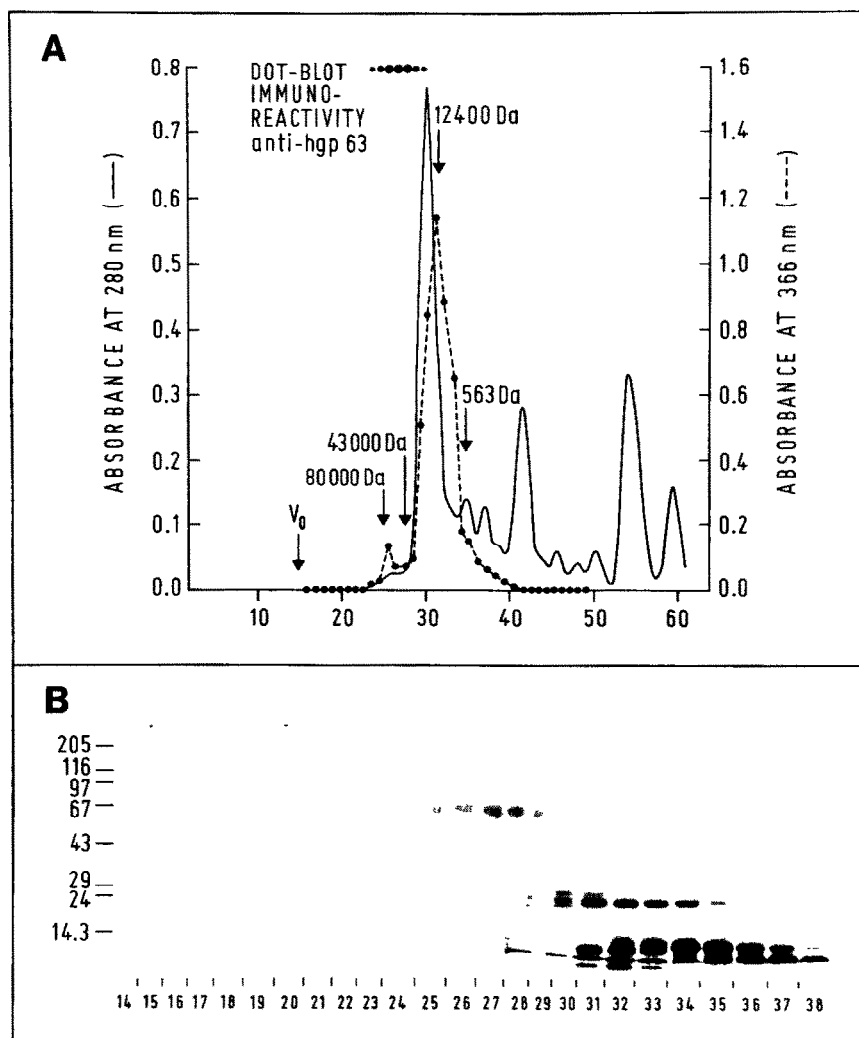 A
DOT-BLOT
IMMUNO-
REACTIVITY
anti-hgp 63
12400 Da
563 Da
43000 Da
80000 Da
V0
ABSORBANCE AT 280 nm (—)
0.8
0.7
0.6
0.5
0.4
0.3
0.2
0.1
0.0
ABSORBANCE AT 366 nm (----)
1.6
1.4
1.2
1.0
0.8
0.6
0.4
0.2
0.0
10 20 30 40 50 60
B
205
116
97
67
43
29
24
14.3
14 15 16 17 18 19 20 21 22 23 24 25 26 27 28 29 30 31 32 33 34 35 36 37 38